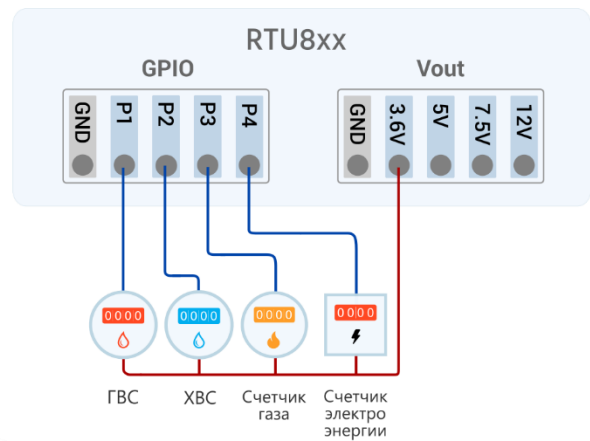 RTU8xx
GPIO
Vout
GND
P1
P2
P3
P4
GND
3.6V
5V
7.5V
12V
0000
0000
0000
0000
ГВС
ХВС
Счетчик
газа
Счетчик
электро
энергии